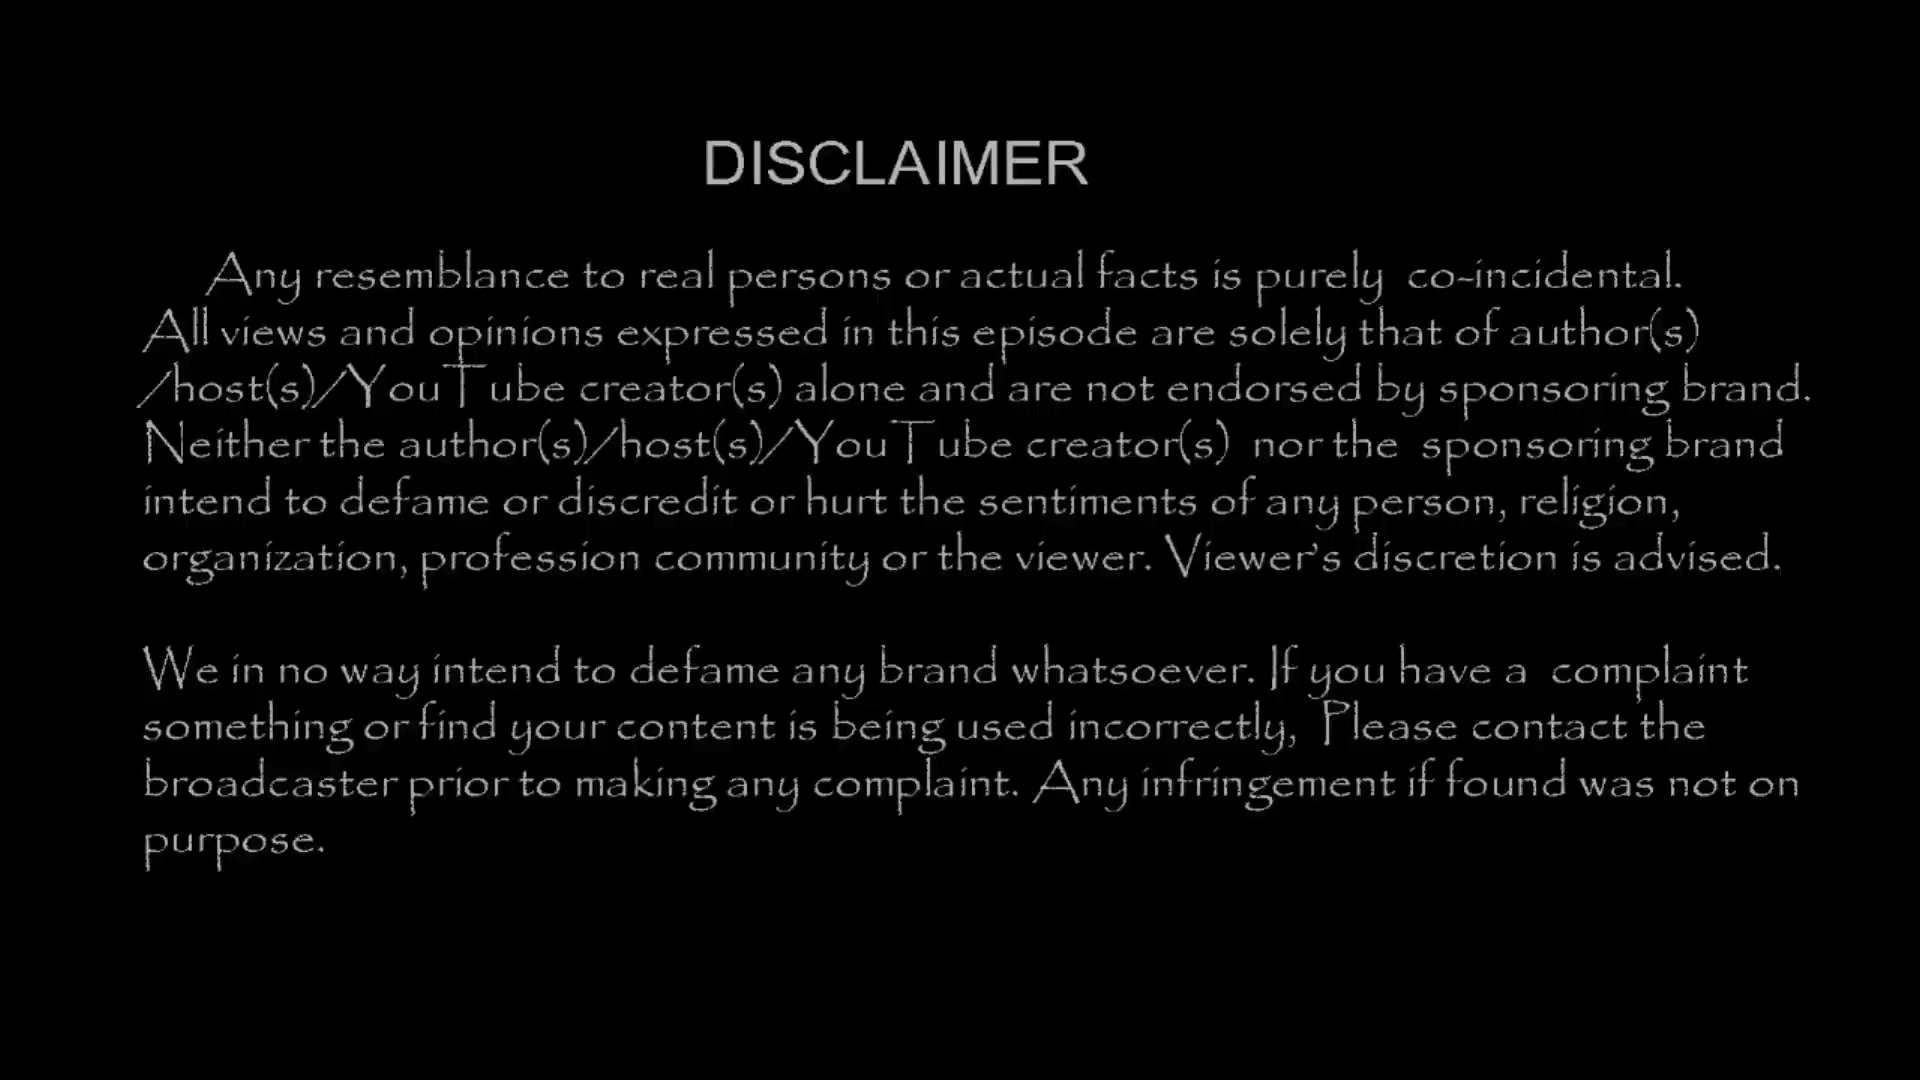 DISCLAIMER
Any resemblance to real persons or actual facts is purely co-incidental.
All views and opinions expressed in this episode are solely that of author(s)
/host(s)/YouTube creator(s) alone and are not endorsed by sponsoring brand.
Neither the author(s)/host(s)/YouTube creator(s) nor the sponsoring brand
intend to defame or discredit or hurt the sentiments of any person, religion,
organization, profession community or the viewer. Viewer's discretion is advised.
We in no way intend to defame any brand whatsoever. If you have a complaint
something or find your content is being used incorrectly, Please contact the
broadcaster prior to making any complaint. Any infringement if found was not on
purpose.